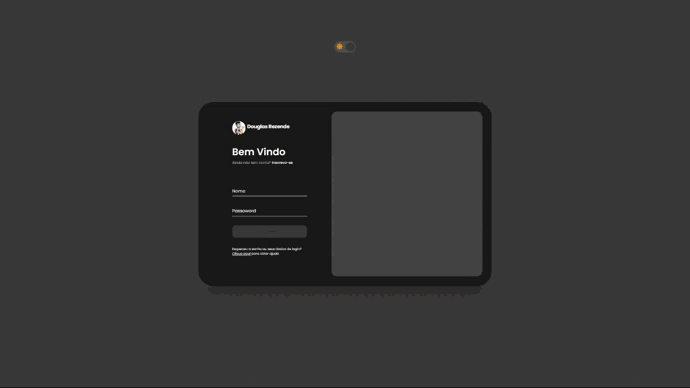 Douglas Rezende
Bem Vindo
Ainda não tem conta? Inscreva-se
Nome
Passoword
Esqueceu a senha ou seus dados de login?
Clique aqui para obter ajuda